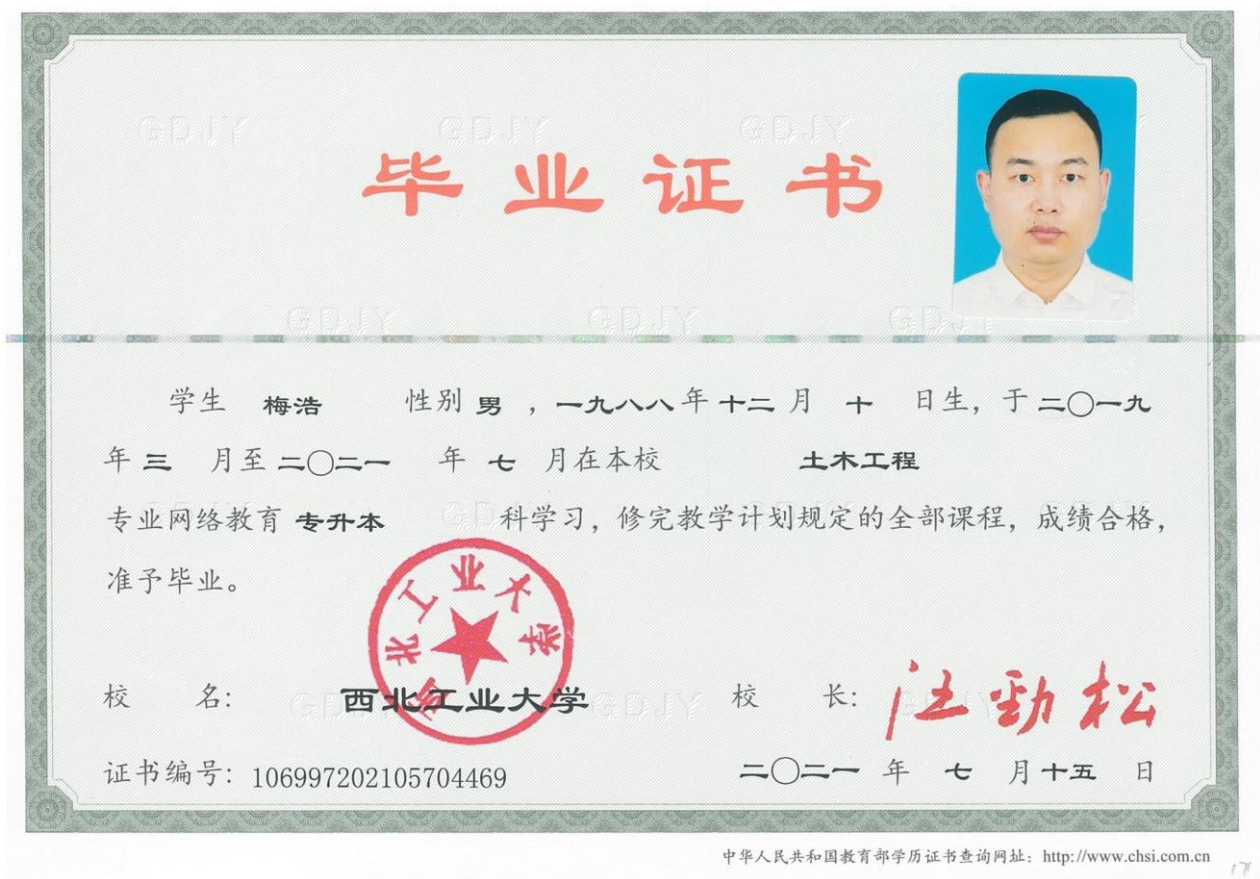 GDJY GDJY GDJY
毕业证书
GDJY GDJY GDJY
学生 梅浩 性别 男 ，一九八八年 十二 月 十 日生，于 二〇一九
年 三 月至 二〇二一 年 七 月在本校 土木工程
专业网络教育 专升本 科学习，修完教学计划规定的全部课程，成绩合格，
准予毕业。
西北工业大学
校 名： 西北工业大学 校 长： 汪劲松
证书编号：106997202105704469 二〇二一 年 七 月 十五 日
中华人民共和国教育部学历证书查询网址：http://www.chsi.com.cn